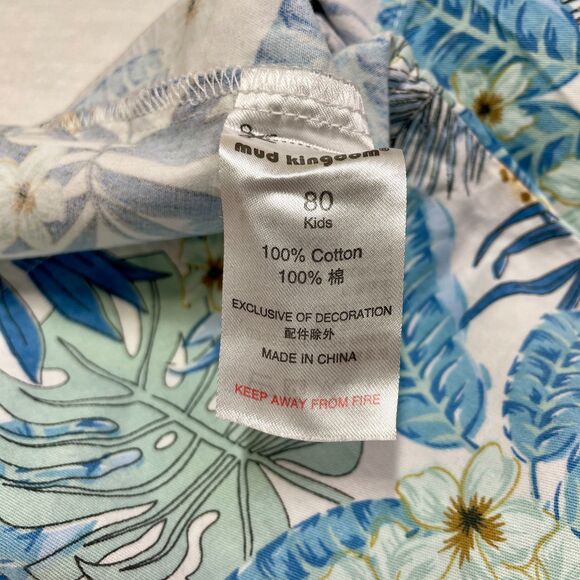 mud kingdom®
80
Kids
100% Cotton
100% 棉
EXCLUSIVE OF DECORATION
配件除外
MADE IN CHINA
KEEP AWAY FROM FIRE